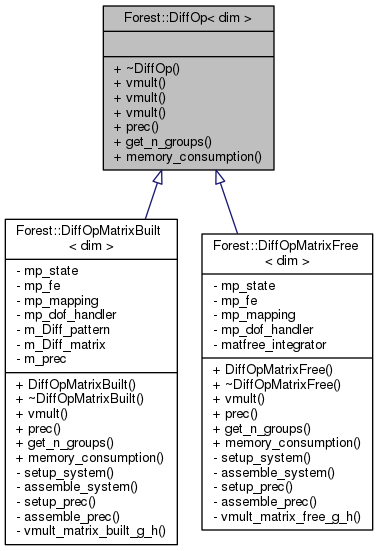 Forest::DiffOp< dim >
+ ~DiffOp()
+ vmult()
+ vmult()
+ vmult()
+ prec()
+ get_n_groups()
+ memory_consumption()
Forest::DiffOpMatrixBuilt
< dim >
- mp_state
- mp_fe
- mp_mapping
- mp_dof_handler
- m_Diff_pattern
- m_Diff_matrix
- m_prec
+ DiffOpMatrixBuilt()
+ ~DiffOpMatrixBuilt()
+ vmult()
+ prec()
+ get_n_groups()
+ memory_consumption()
- setup_system()
- assemble_system()
- setup_prec()
- assemble_prec()
- vmult_matrix_built_g_h()
Forest::DiffOpMatrixFree
< dim >
- mp_state
- mp_fe
- mp_mapping
- mp_dof_handler
- matfree_integrator
+ DiffOpMatrixFree()
+ ~DiffOpMatrixFree()
+ vmult()
+ prec()
+ get_n_groups()
+ memory_consumption()
- setup_system()
- assemble_system()
- setup_prec()
- assemble_prec()
- vmult_matrix_free_g_h()